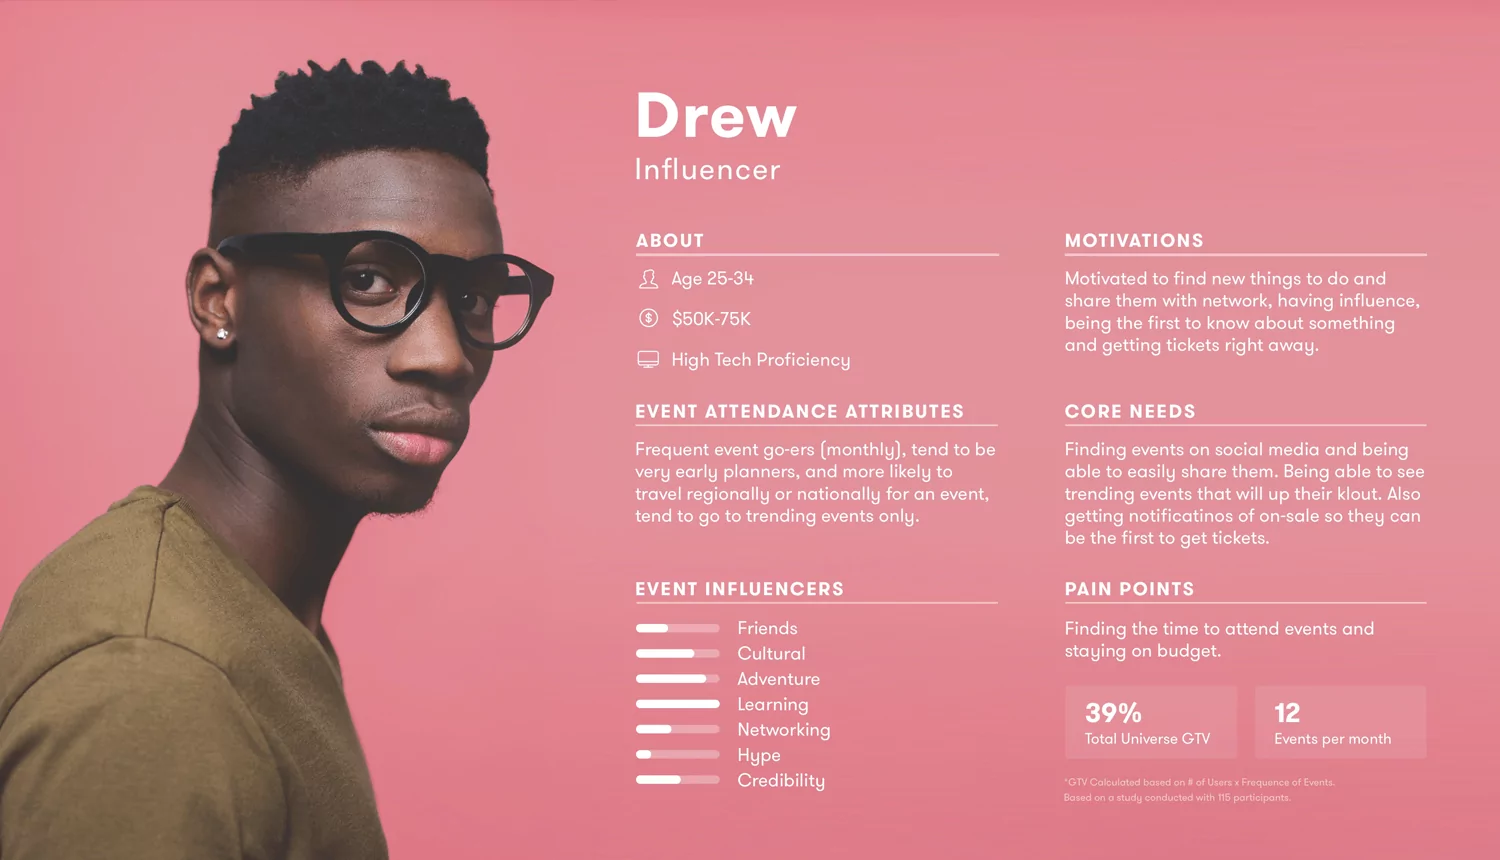 Drew
Influencer
ABOUT
Age 25-34
$50K-75K
High Tech Proficiency
EVENT ATTENDANCE ATTRIBUTES
Frequent event go-ers (monthly), tend to be
very early planners, and more likely to
travel regionally or nationally for an event,
tend to go to trending events only.
EVENT INFLUENCERS
Friends
Cultural
Adventure
Learning
Networking
Hype
Credibility
MOTIVATIONS
Motivated to find new things to do and
share them with network, having influence,
being the first to know about something
and getting tickets right away.
CORE NEEDS
Finding events on social media and being
able to easily share them. Being able to see
trending events that will up their klout. Also
getting notificatinos of on-sale so they can
be the first to get tickets.
PAIN POINTS
Finding the time to attend events and
staying on budget.
39%
Total Universe GTV
12
Events per month
*GTV Calculated based on # of Users x Frequence of Events.
Based on a study conducted with 115 participants.